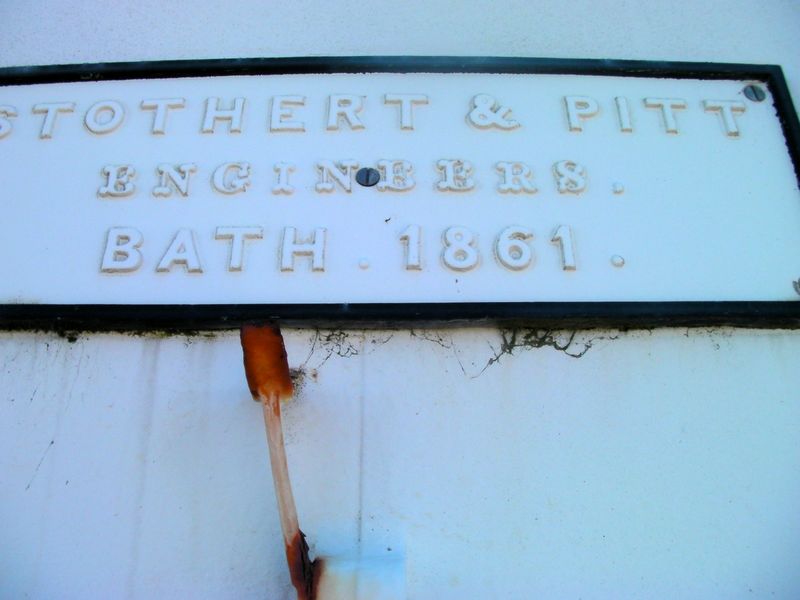 STOTHERT & PITT
ENGINEERS.
BATH. 1861.